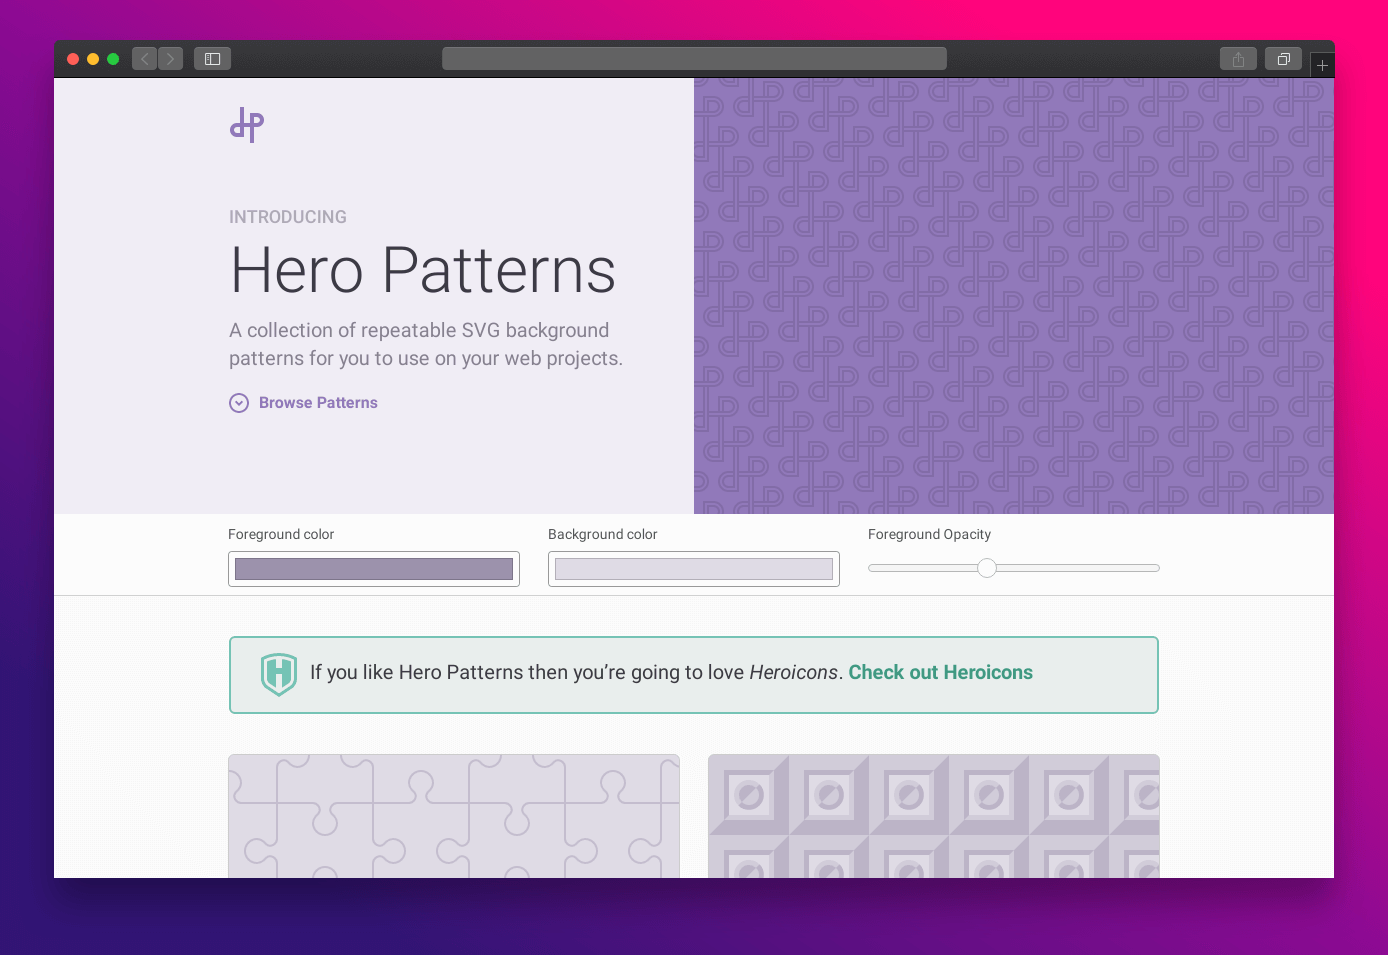 INTRODUCING
Hero Patterns
A collection of repeatable SVG background
patterns for you to use on your web projects.
Browse Patterns
Foreground color
Background color
Foreground Opacity
If you like Hero Patterns then you’re going to love Heroicons. Check out Heroicons